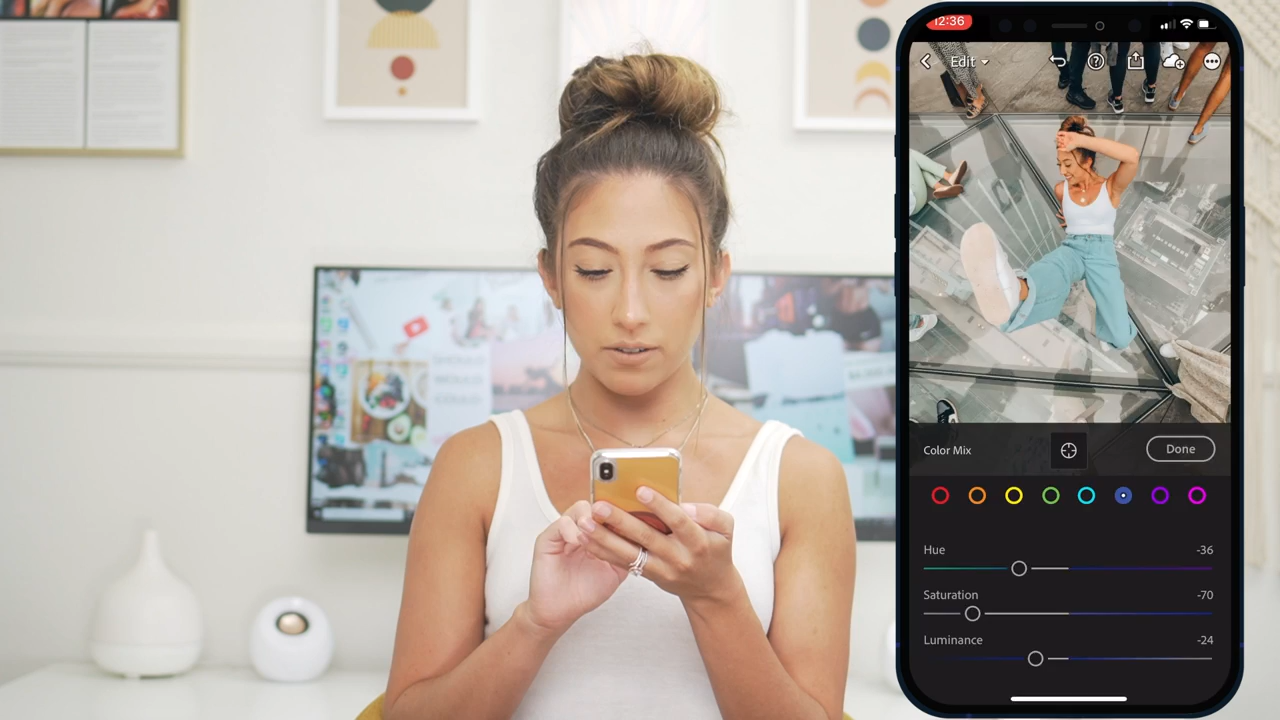 12:36
Edit
Color Mix
Done
Hue
-36
Saturation
-70
Luminance
-24